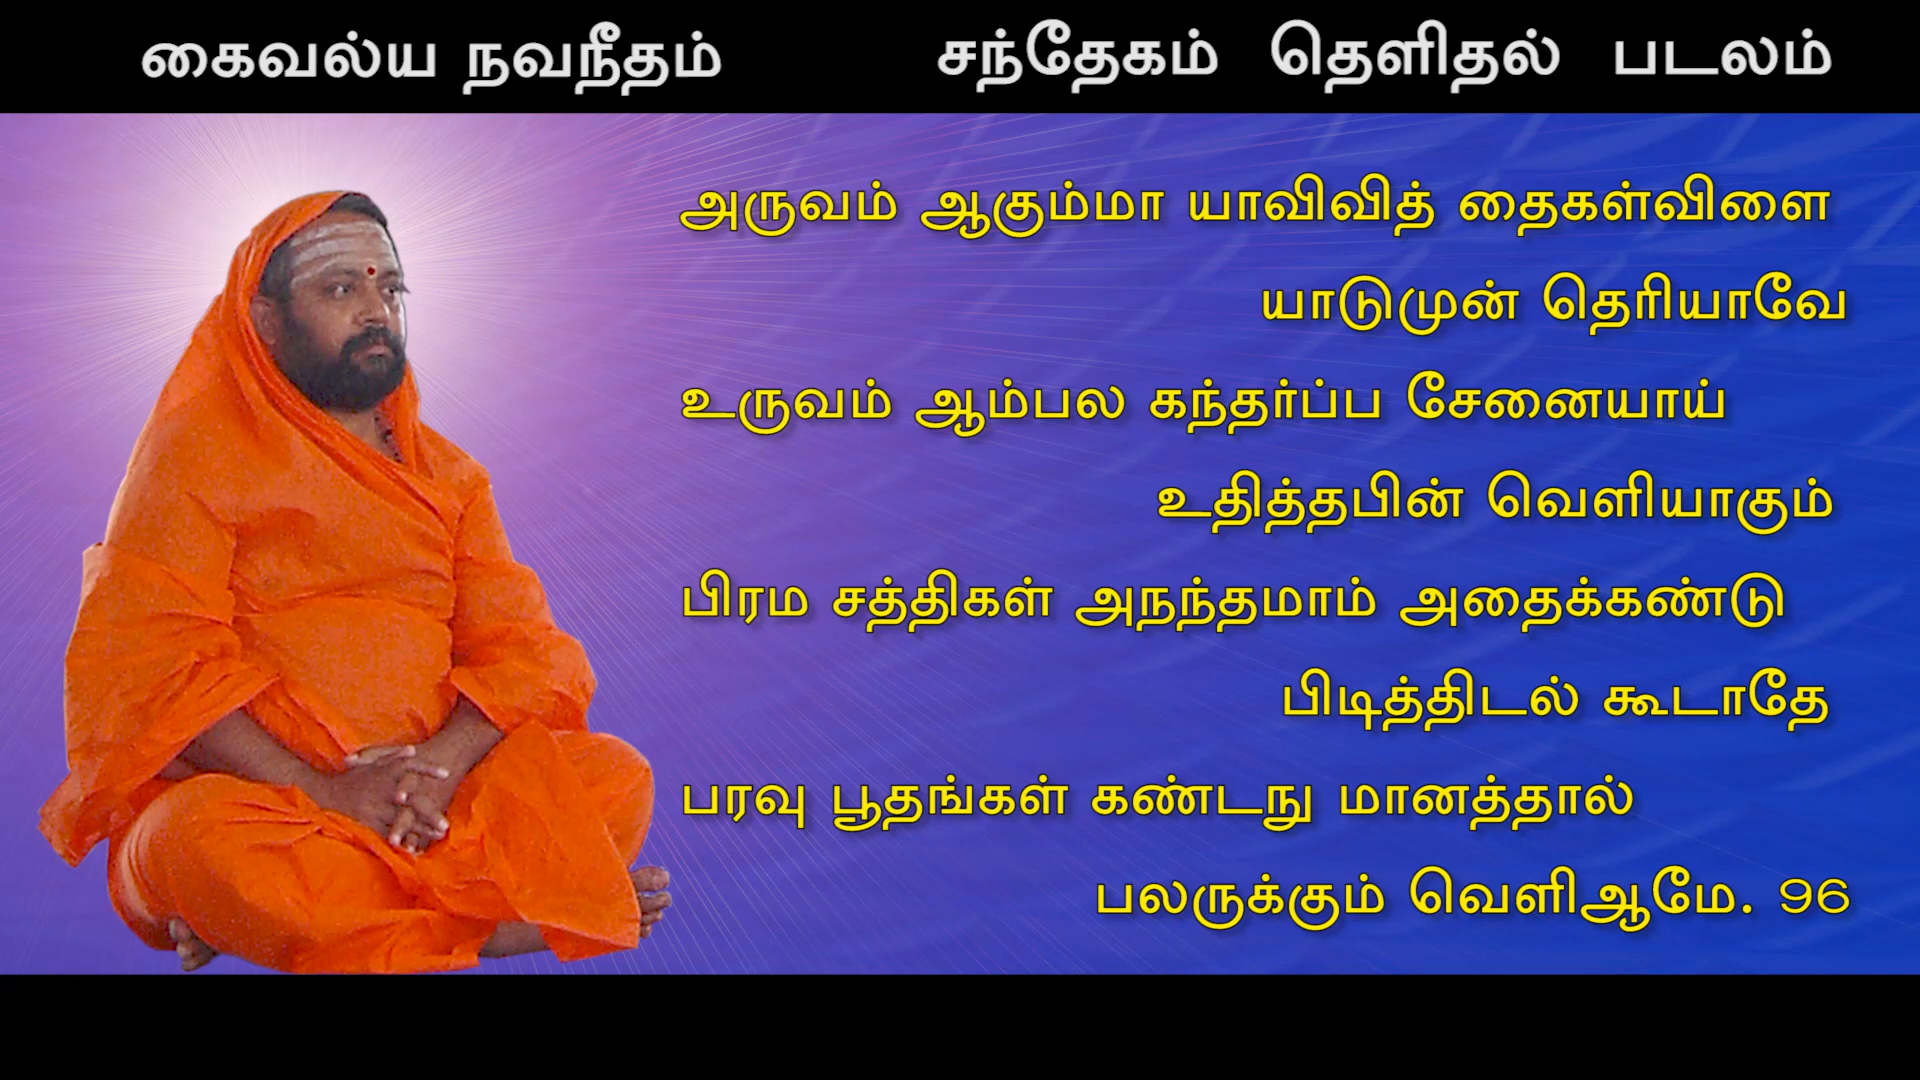 கைவல்ய நவநீதம் சந்தேகம் தெளிதல் படலம்
அருவம் ஆகும்மா யாவிவித் தைகள்விளை
யாடுமுன் தெரியாவே
உருவம் ஆம்பல கந்தர்ப்ப சேனையாய்
உதித்தபின் வெளியாகும்
பிரம சத்திகள் அநந்தமாம் அதைக்கண்டு
பிடித்திடல் கூடாதே
பரவு பூதங்கள் கண்டநு மானத்தால்
பலருக்கும் வெளிஆமே. 96